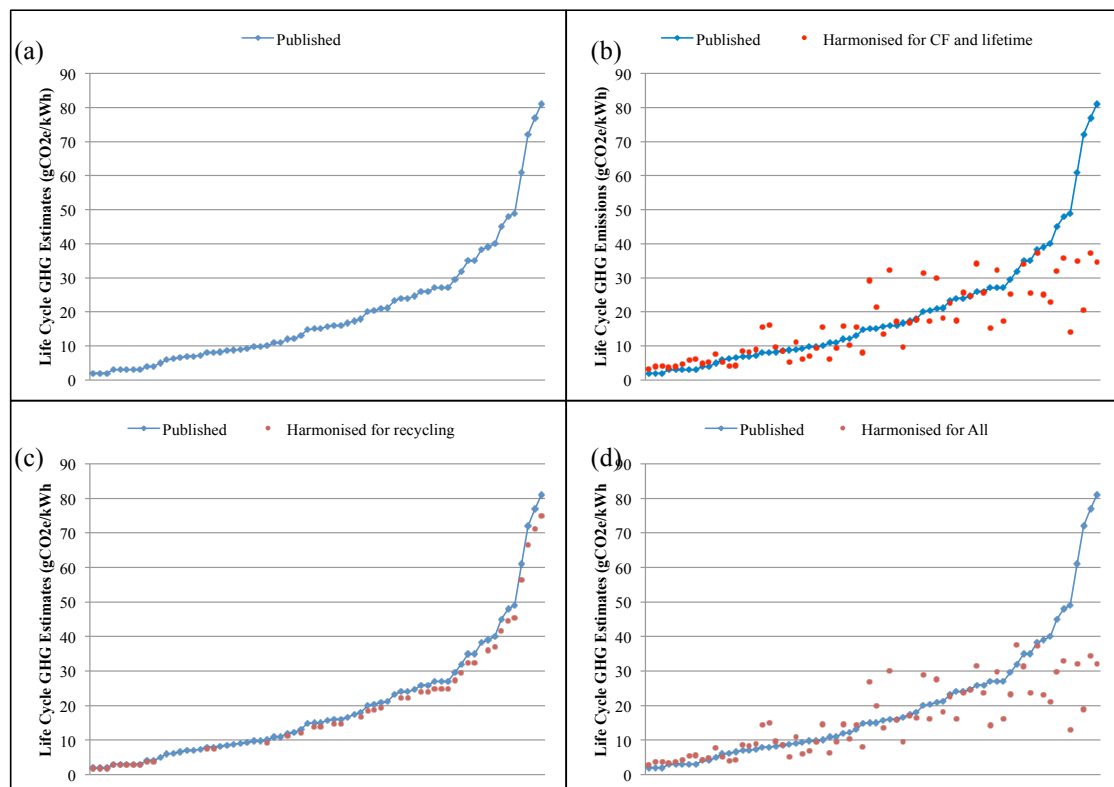 (a)
Published
Life Cycle GHG Estimates (gCO2e/kWh)
90
80
70
60
50
40
30
20
10
0
(b)
Published
Harmonised for CF and lifetime
Life Cycle GHG Emissions (gCO2e/kWh)
90
80
70
60
50
40
30
20
10
0
(c)
Published
Harmonised for recycling
Life Cycle GHG Estimates (gCO2e/kWh
90
80
70
60
50
40
30
20
10
0
(d)
Published
Harmonised for All
Life Cycle GHG Estimates (gCO2e/kWh
90
80
70
60
50
40
30
20
10
0